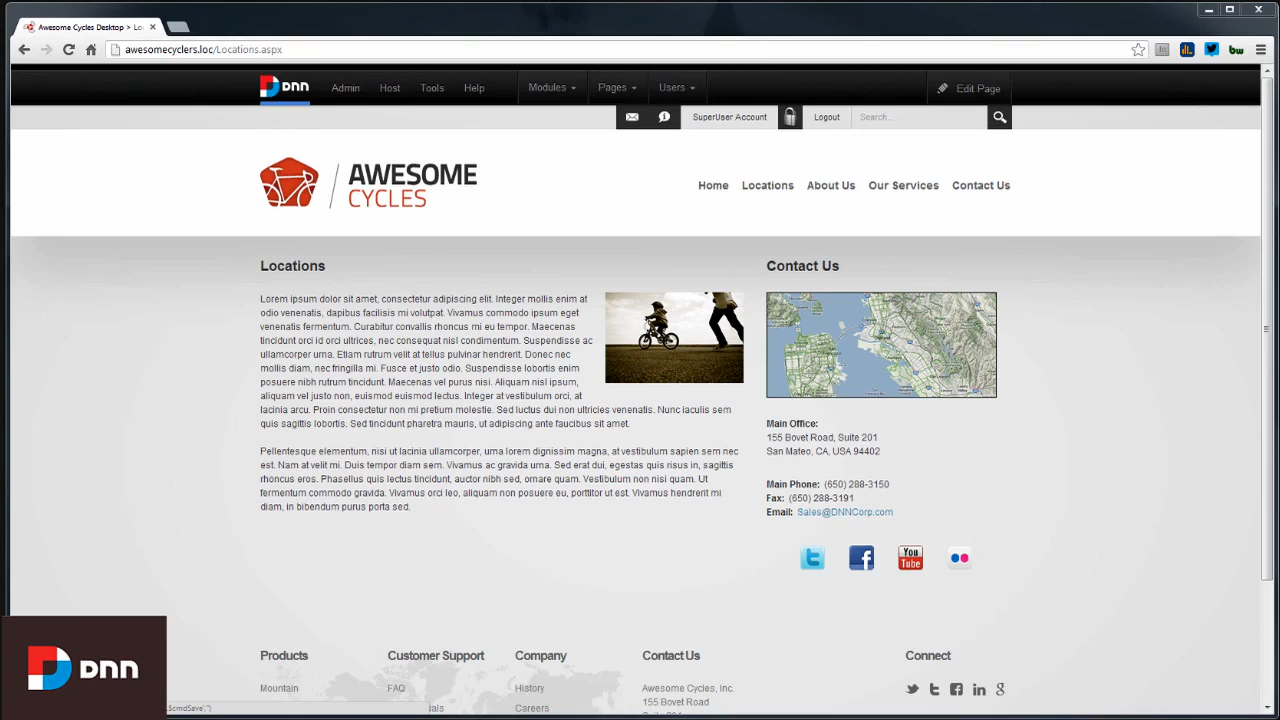 Awesome Cycles Desktop > Lo
awesomecyclers.loc/Locations.aspx
DNN Admin Host Tools Help Modules Pages Users Edit Page
SuperUser Account Logout Search...
AWESOME
CYCLES
Home Locations About Us Our Services Contact Us
Locations
Lorem ipsum dolor sit amet, consectetur adipiscing elit. Integer mollis enim at
odio venenatis, dapibus facilisis mi volutpat. Vivamus commodo ipsum eget
venenatis fermentum. Curabitur convallis rhoncus mi eu tempor. Maecenas
tincidunt orci id orci ultrices, nec consequat nisl condimentum. Suspendisse ac
ullamcorper urna. Etiam rutrum velit at tellus pulvinar hendrerit. Donec nec
mollis diam, nec fringilla mi. Fusce et justo odio. Suspendisse lobortis enim
posuere nibh rutrum tincidunt. Maecenas vel purus nisi. Aliquam nisl ipsum,
aliquam vel justo non, euismod euismod lectus. Integer at vestibulum orci, at
lacinia arcu. Proin consectetur non mi pretium molestie. Sed luctus dui non ultricies venenatis. Nunc iaculis sem
quis sagittis lobortis. Sed tincidunt pharetra mauris, ut adipiscing ante faucibus sit amet.
Pellentesque elementum, nisi ut lacinia ullamcorper, urna lorem dignissim magna, at vestibulum sapien sem nec
est. Nam at velit mi. Duis tempor diam sem. Vivamus ac gravida urna. Sed erat dui, egestas quis risus in, sagittis
rhoncus eros. Phasellus quis lectus tincidunt, auctor nibh sed, ornare quam. Vestibulum non nisi quam. Ut
fermentum commodo gravida. Vivamus orci leo, aliquam non posuere eu, porttitor ut est. Vivamus hendrerit mi
diam, in bibendum purus porta sed.
Contact Us
Main Office:
155 Bovet Road, Suite 201
San Mateo, CA, USA 94402
Main Phone: (650) 288-3150
Fax: (650) 288-3191
Email: Sales@DNNCorp.com
You
Tube
Products Customer Support Company Contact Us Connect
Mountain FAQ History Awesome Cycles, Inc.
ials Careers 155 Bovet Road
DNN
$cmdSave','')